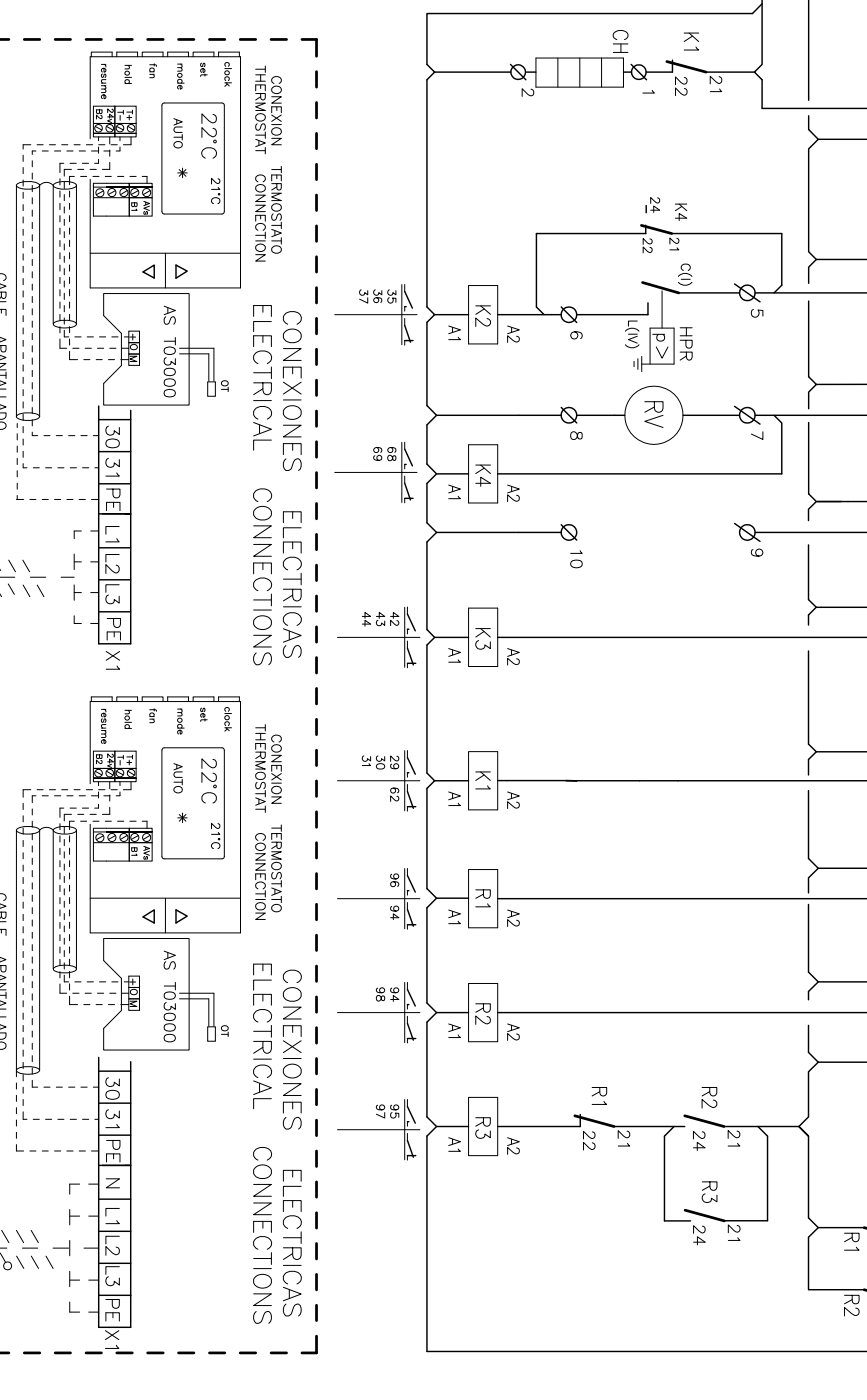 K1
21
22
CH
1
2
K4
24
21
22
C(I)
5
L(IV)
P>
HPR
6
K2
A1
A2
35
36
37
RV
7
8
K4
A1
A2
68
69
9
10
K3
A1
A2
42
43
44
K1
A1
A2
29
30
31
62
R1
A1
A2
96
94
R2
A1
A2
94
98
R3
A1
A2
95
97
R1
21
22
R2
21
24
R3
21
24
R1
R2
CONEXIONES ELECTRICAS
ELECTRICAL CONNECTIONS
CONEXION TERMOSTATO
THERMOSTAT CONNECTION
clock
set
mode
fan
hold
resume
22°C
21°C
AUTO
T+
T-
24v
B2
AVs
B1
AS T03000
OT
+ O M
30 31 PE L1 L2 L3 PE X1
CONEXIONES ELECTRICAS
ELECTRICAL CONNECTIONS
CONEXION TERMOSTATO
THERMOSTAT CONNECTION
clock
set
mode
fan
hold
resume
22°C
21°C
AUTO
T+
T-
24v
B2
AVs
B1
AS T03000
OT
+ O M
30 31 PE N L1 L2 L3 PE X1